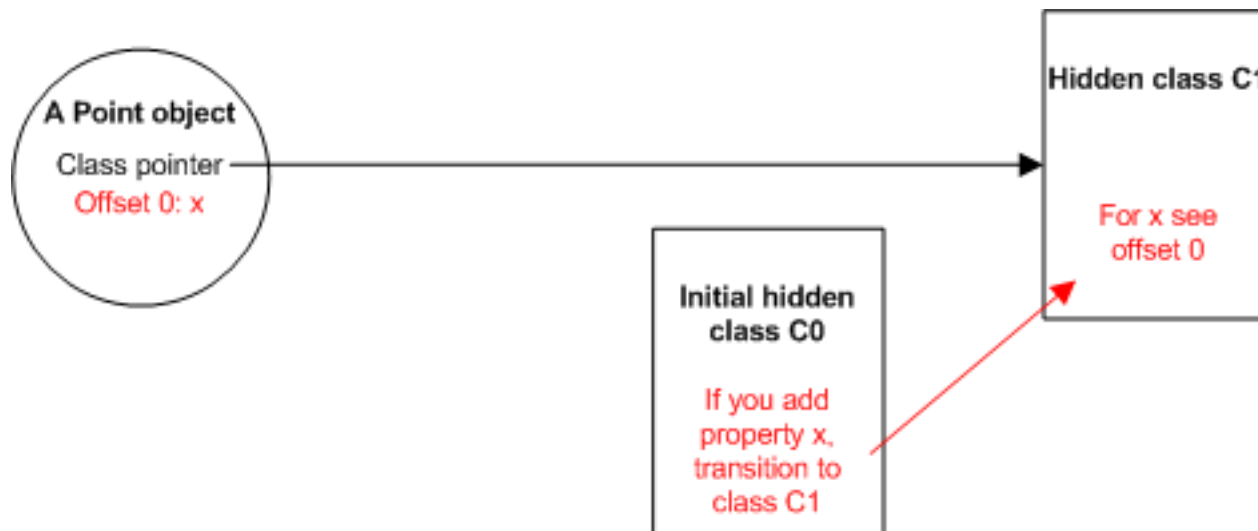 A Point object
Class pointer
Offset 0: x
Hidden class C1
For x see
offset 0
Initial hidden
class C0
If you add
property x,
transition to
class C1